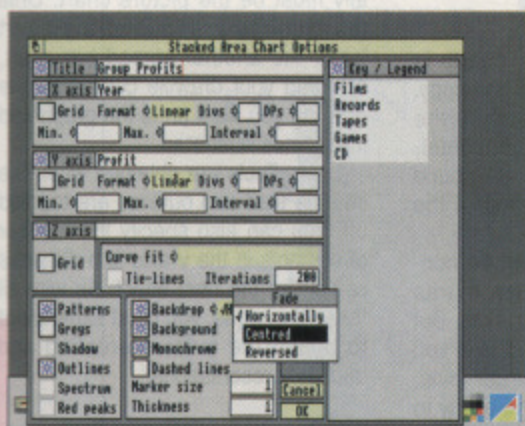 Stacked Area Chart Options
Title Group Profits
X axis Year
Grid Format Linear Divs DPs
Min. Max. Interval
Y axis Profit
Grid Format Linear Divs DPs
Min. Max. Interval
Z axis
Grid
Curve fit
Tie-lines Iterations 200
Patterns
Greys
Shadow
Outlines
Spectrum
Red peaks
Backdrop
Background
Monochrome
Dashed lines
Marker size 1
Thickness 1
Fade
Horizontally
Centred
Reversed
Cancel
OK
Key / Legend
Films
Records
Tapes
Games
CD